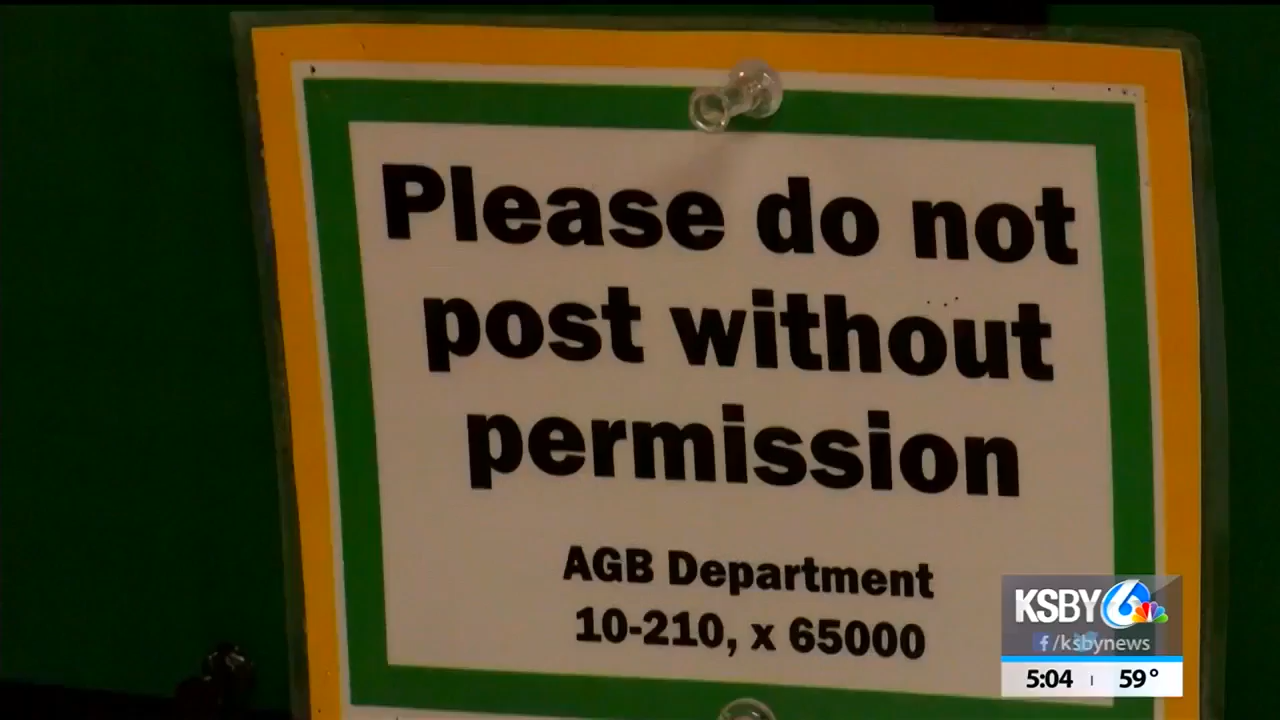 Please do not
post without
permission
AGB Department
10-210, x 65000
KSBY 6
f/ksbynews
5:04 59°